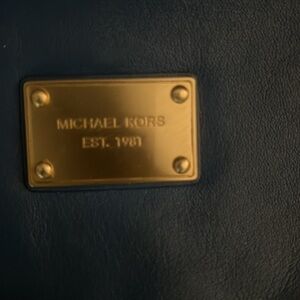 MICHAEL KORS
EST. 1981